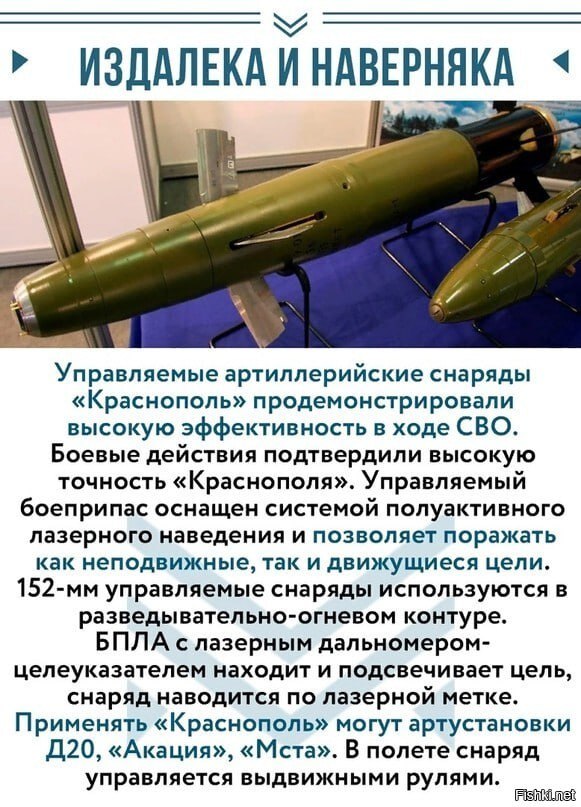 ИЗДАЛЕКА И НАВЕРНЯКА
Управляемые артиллерийские снаряды
«Краснополь» продемонстрировали
высокую эффективность в ходе СВО.
Боевые действия подтвердили высокую
точность «Краснополя». Управляемый
боеприпас оснащен системой полуактивного
лазерного наведения и позволяет поражать
как неподвижные, так и движущиеся цели.
152-мм управляемые снаряды используются в
разведывательно-огневом контуре.
БПЛА с лазерным дальномером-
целеуказателем находит и подсвечивает цель,
снаряд наводится по лазерной метке.
Применять «Краснополь» могут артустановки
Д20, «Акация», «Мста». В полете снаряд
управляется выдвижными рулями.
Fishki.net